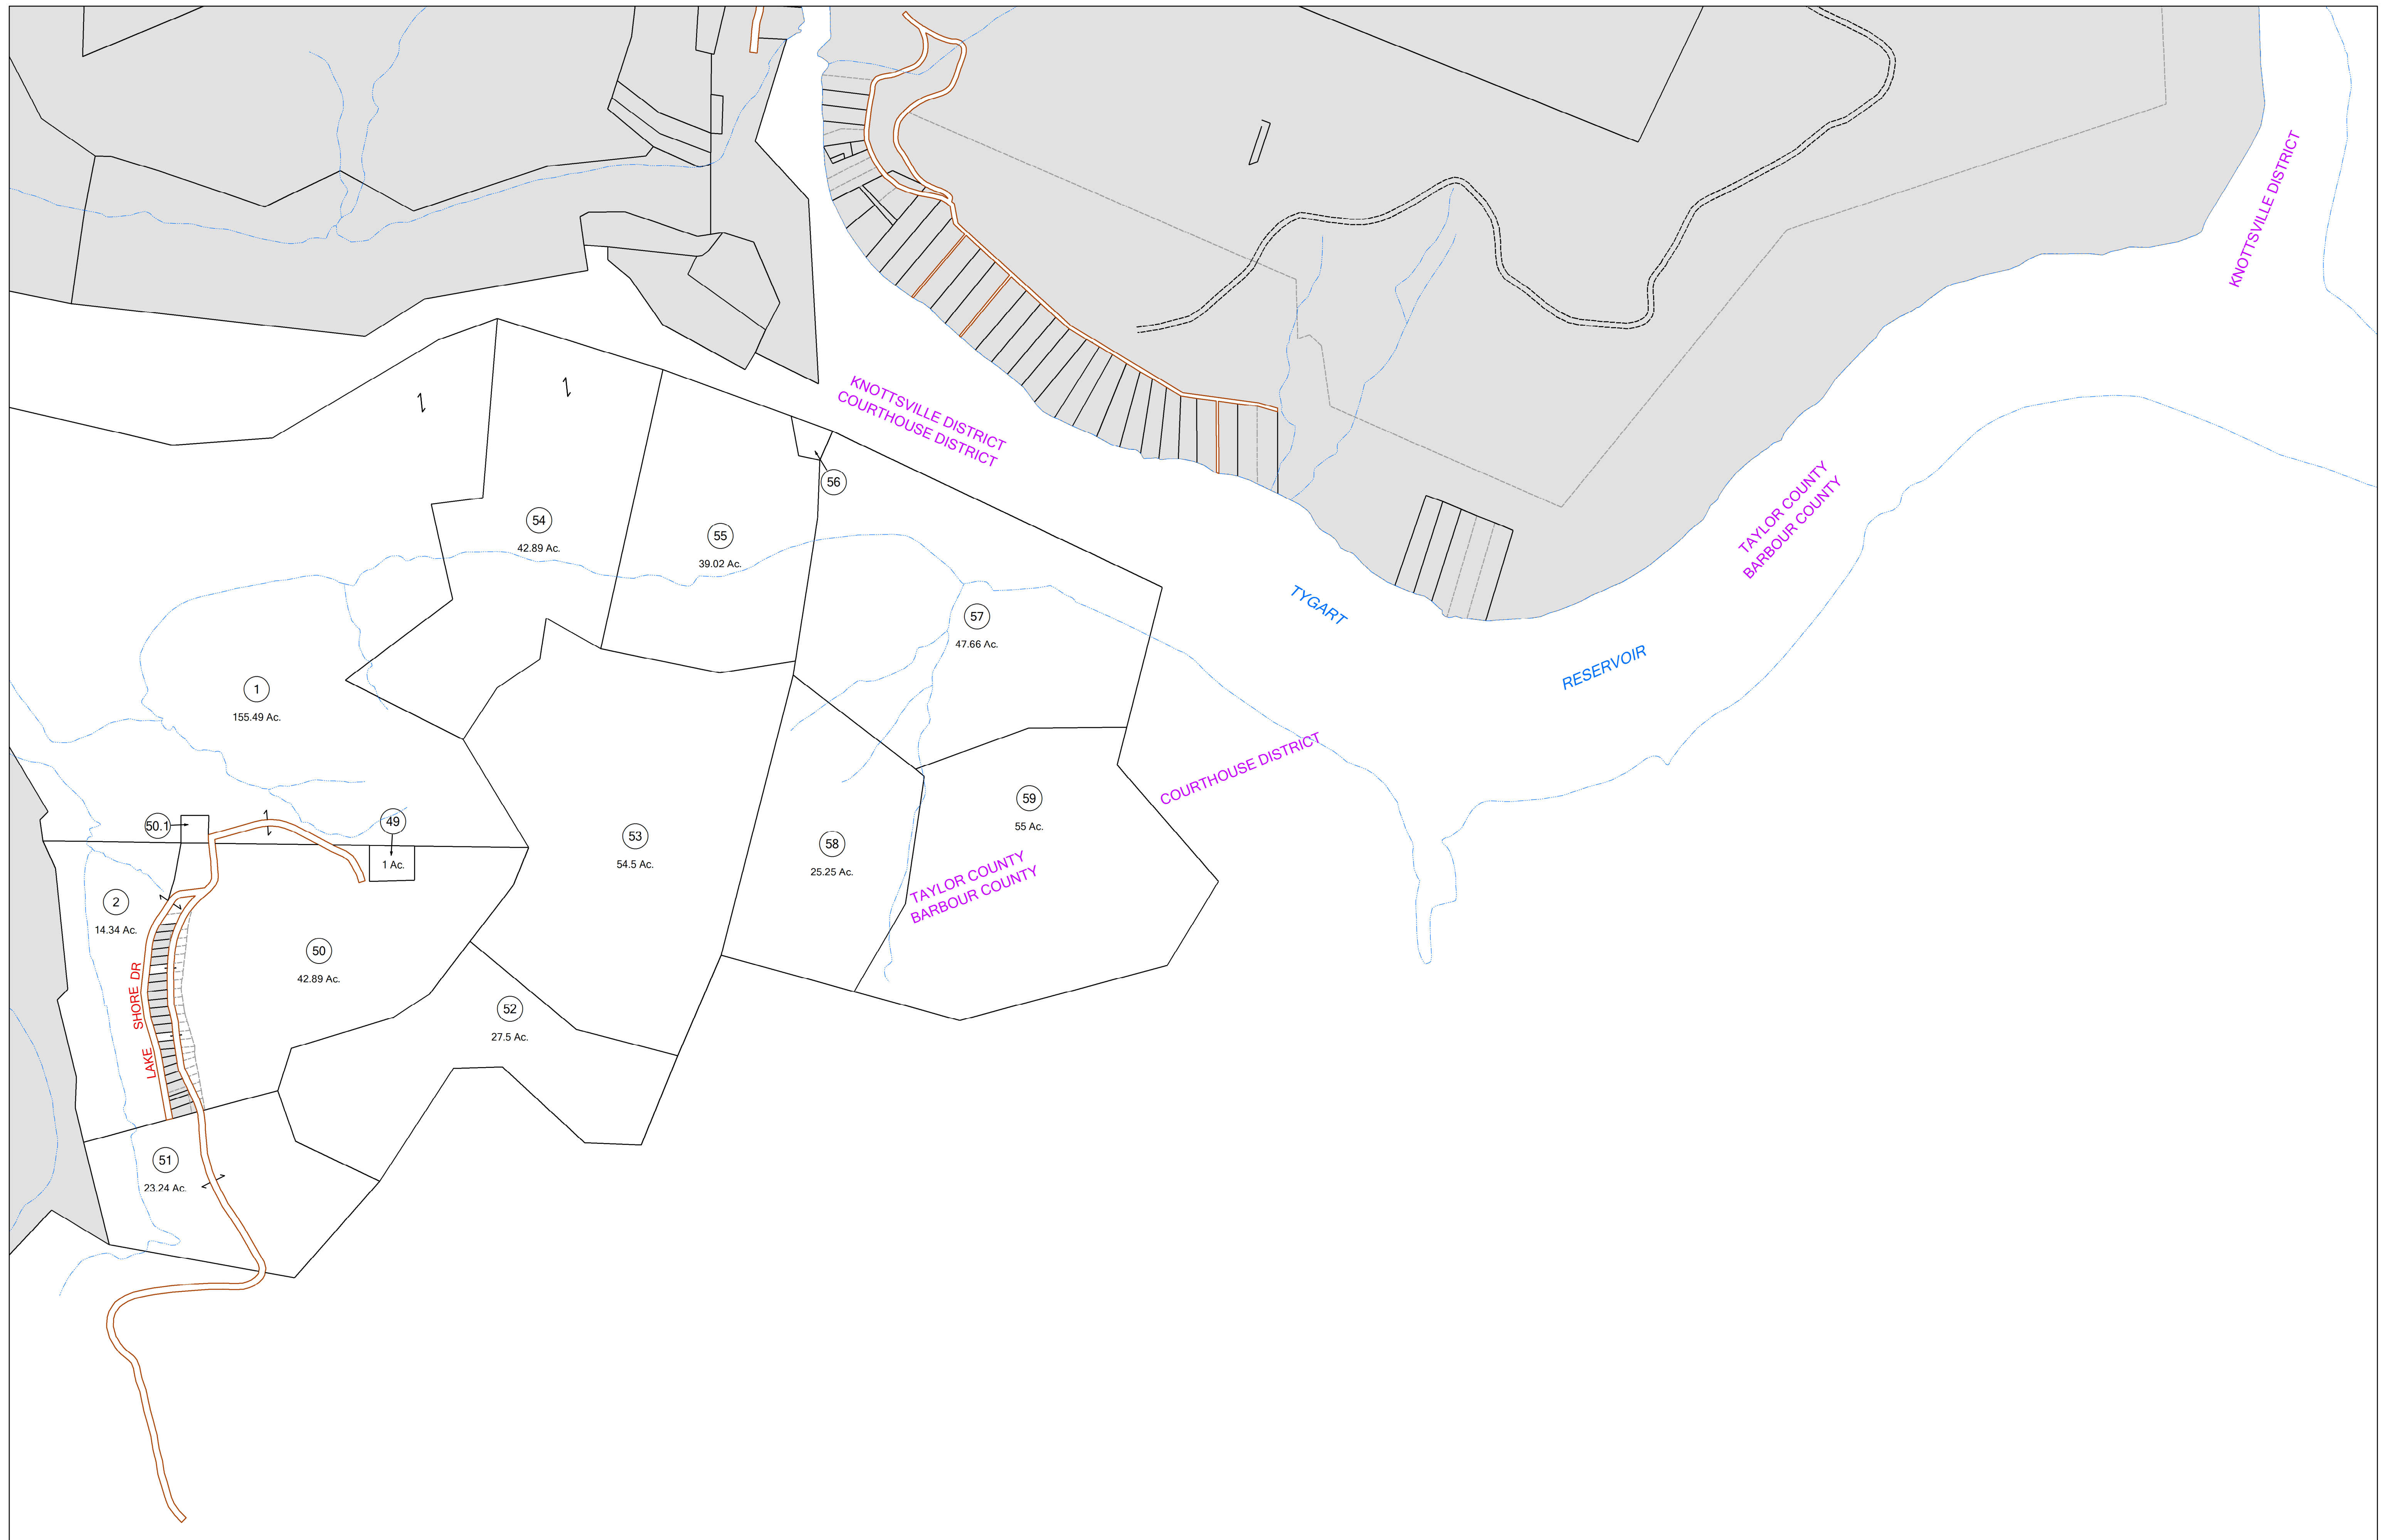 KNOTTSVILLE DISTRICT
KNOTTSVILLE DISTRICT
COURTHOUSE DISTRICT
56
54
42.89 Ac.
55
39.02 Ac.
TAYLOR COUNTY
BARBOUR COUNTY
TYGART
RESERVOIR
57
47.66 Ac.
1
155.49 Ac.
COURTHOUSE DISTRICT
50.1
49
1 Ac.
53
54.5 Ac.
58
25.25 Ac.
59
55 Ac.
TAYLOR COUNTY
BARBOUR COUNTY
2
14.34 Ac.
50
42.89 Ac.
LAKE SHORE DR
52
27.5 Ac.
51
23.24 Ac.